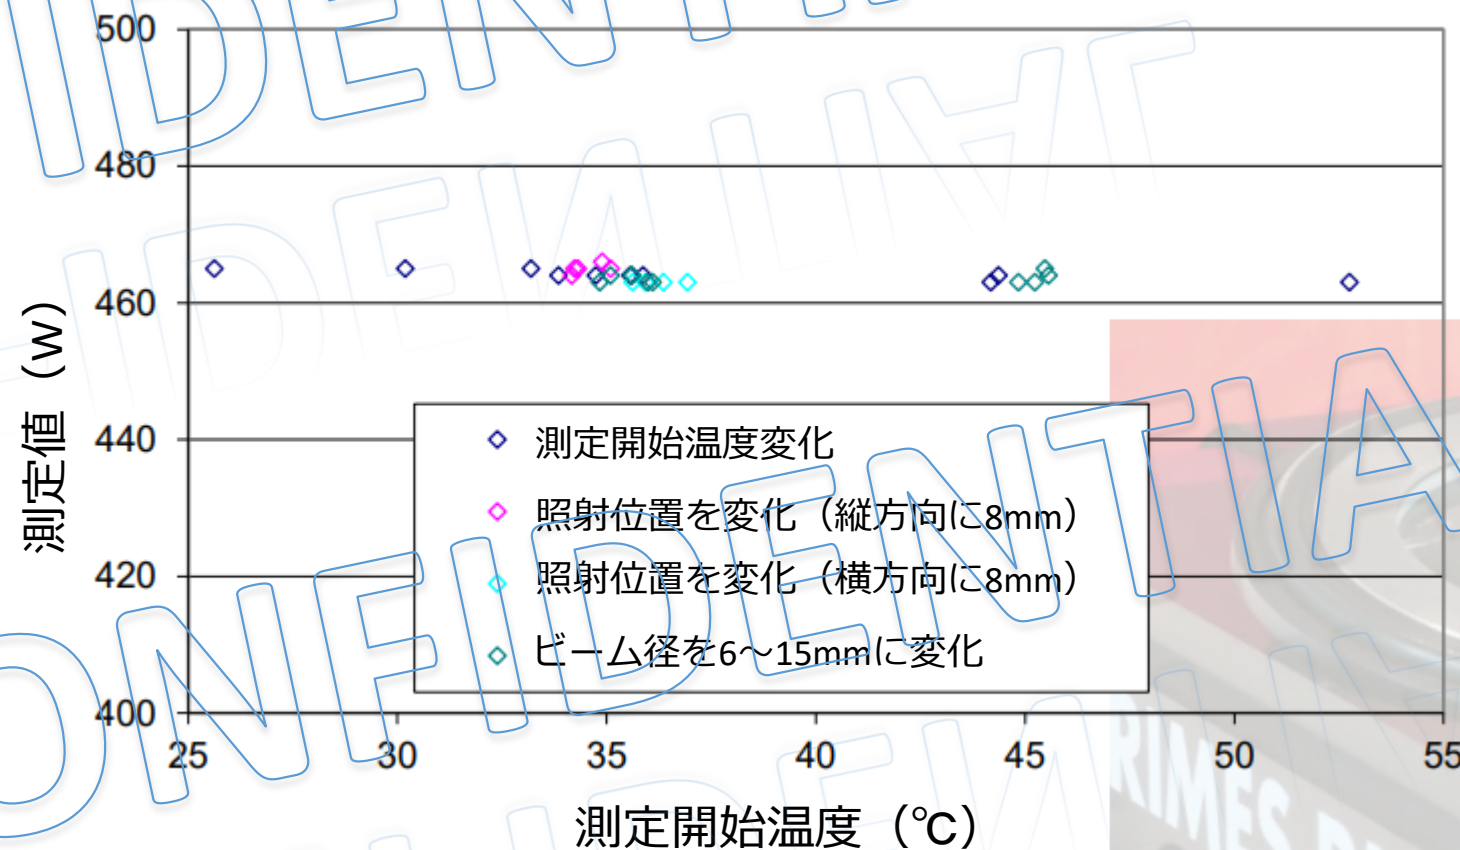 500
480
460
440
420
400
測定値（W）
測定開始温度変化
照射位置を変化（縦方向に8mm）
照射位置を変化（横方向に8mm）
ビーム径を6～15mmに変化
25 30 35 40 45 50 55
測定開始温度（℃）
IDENTI
CONFIDENTIA
RIMES